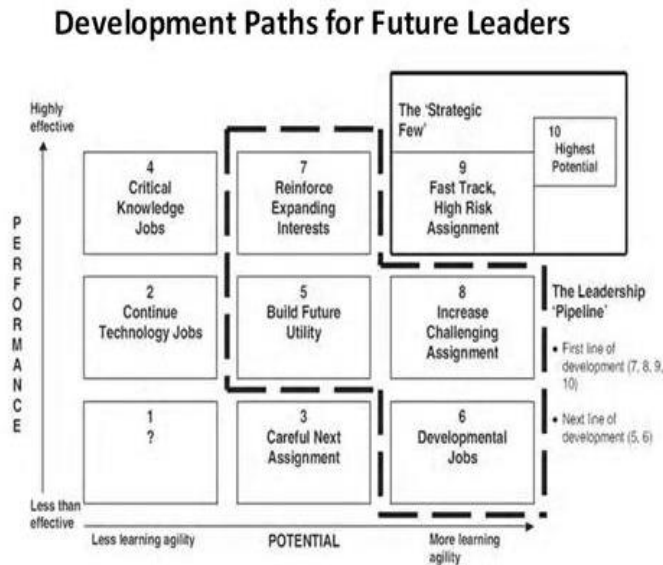 Development Paths for Future Leaders
Highly
effective
The 'Strategic
Few'
10
Highest
Potential
4
Critical
Knowledge
Jobs
7
Reinforce
Expanding
Interests
9
Fast Track,
High Risk
Assignment
PERFORMANCE
2
Continue
Technology Jobs
5
Build Future
Utility
8
Increase
Challenging
Assignment
The Leadership
'Pipeline'
• First line of
development (7, 8, 9,
10)
• Next line of
development (5, 6)
1
?
3
Careful Next
Assignment
6
Developmental
Jobs
Less than
effective
Less learning agility
POTENTIAL
More learning
agility